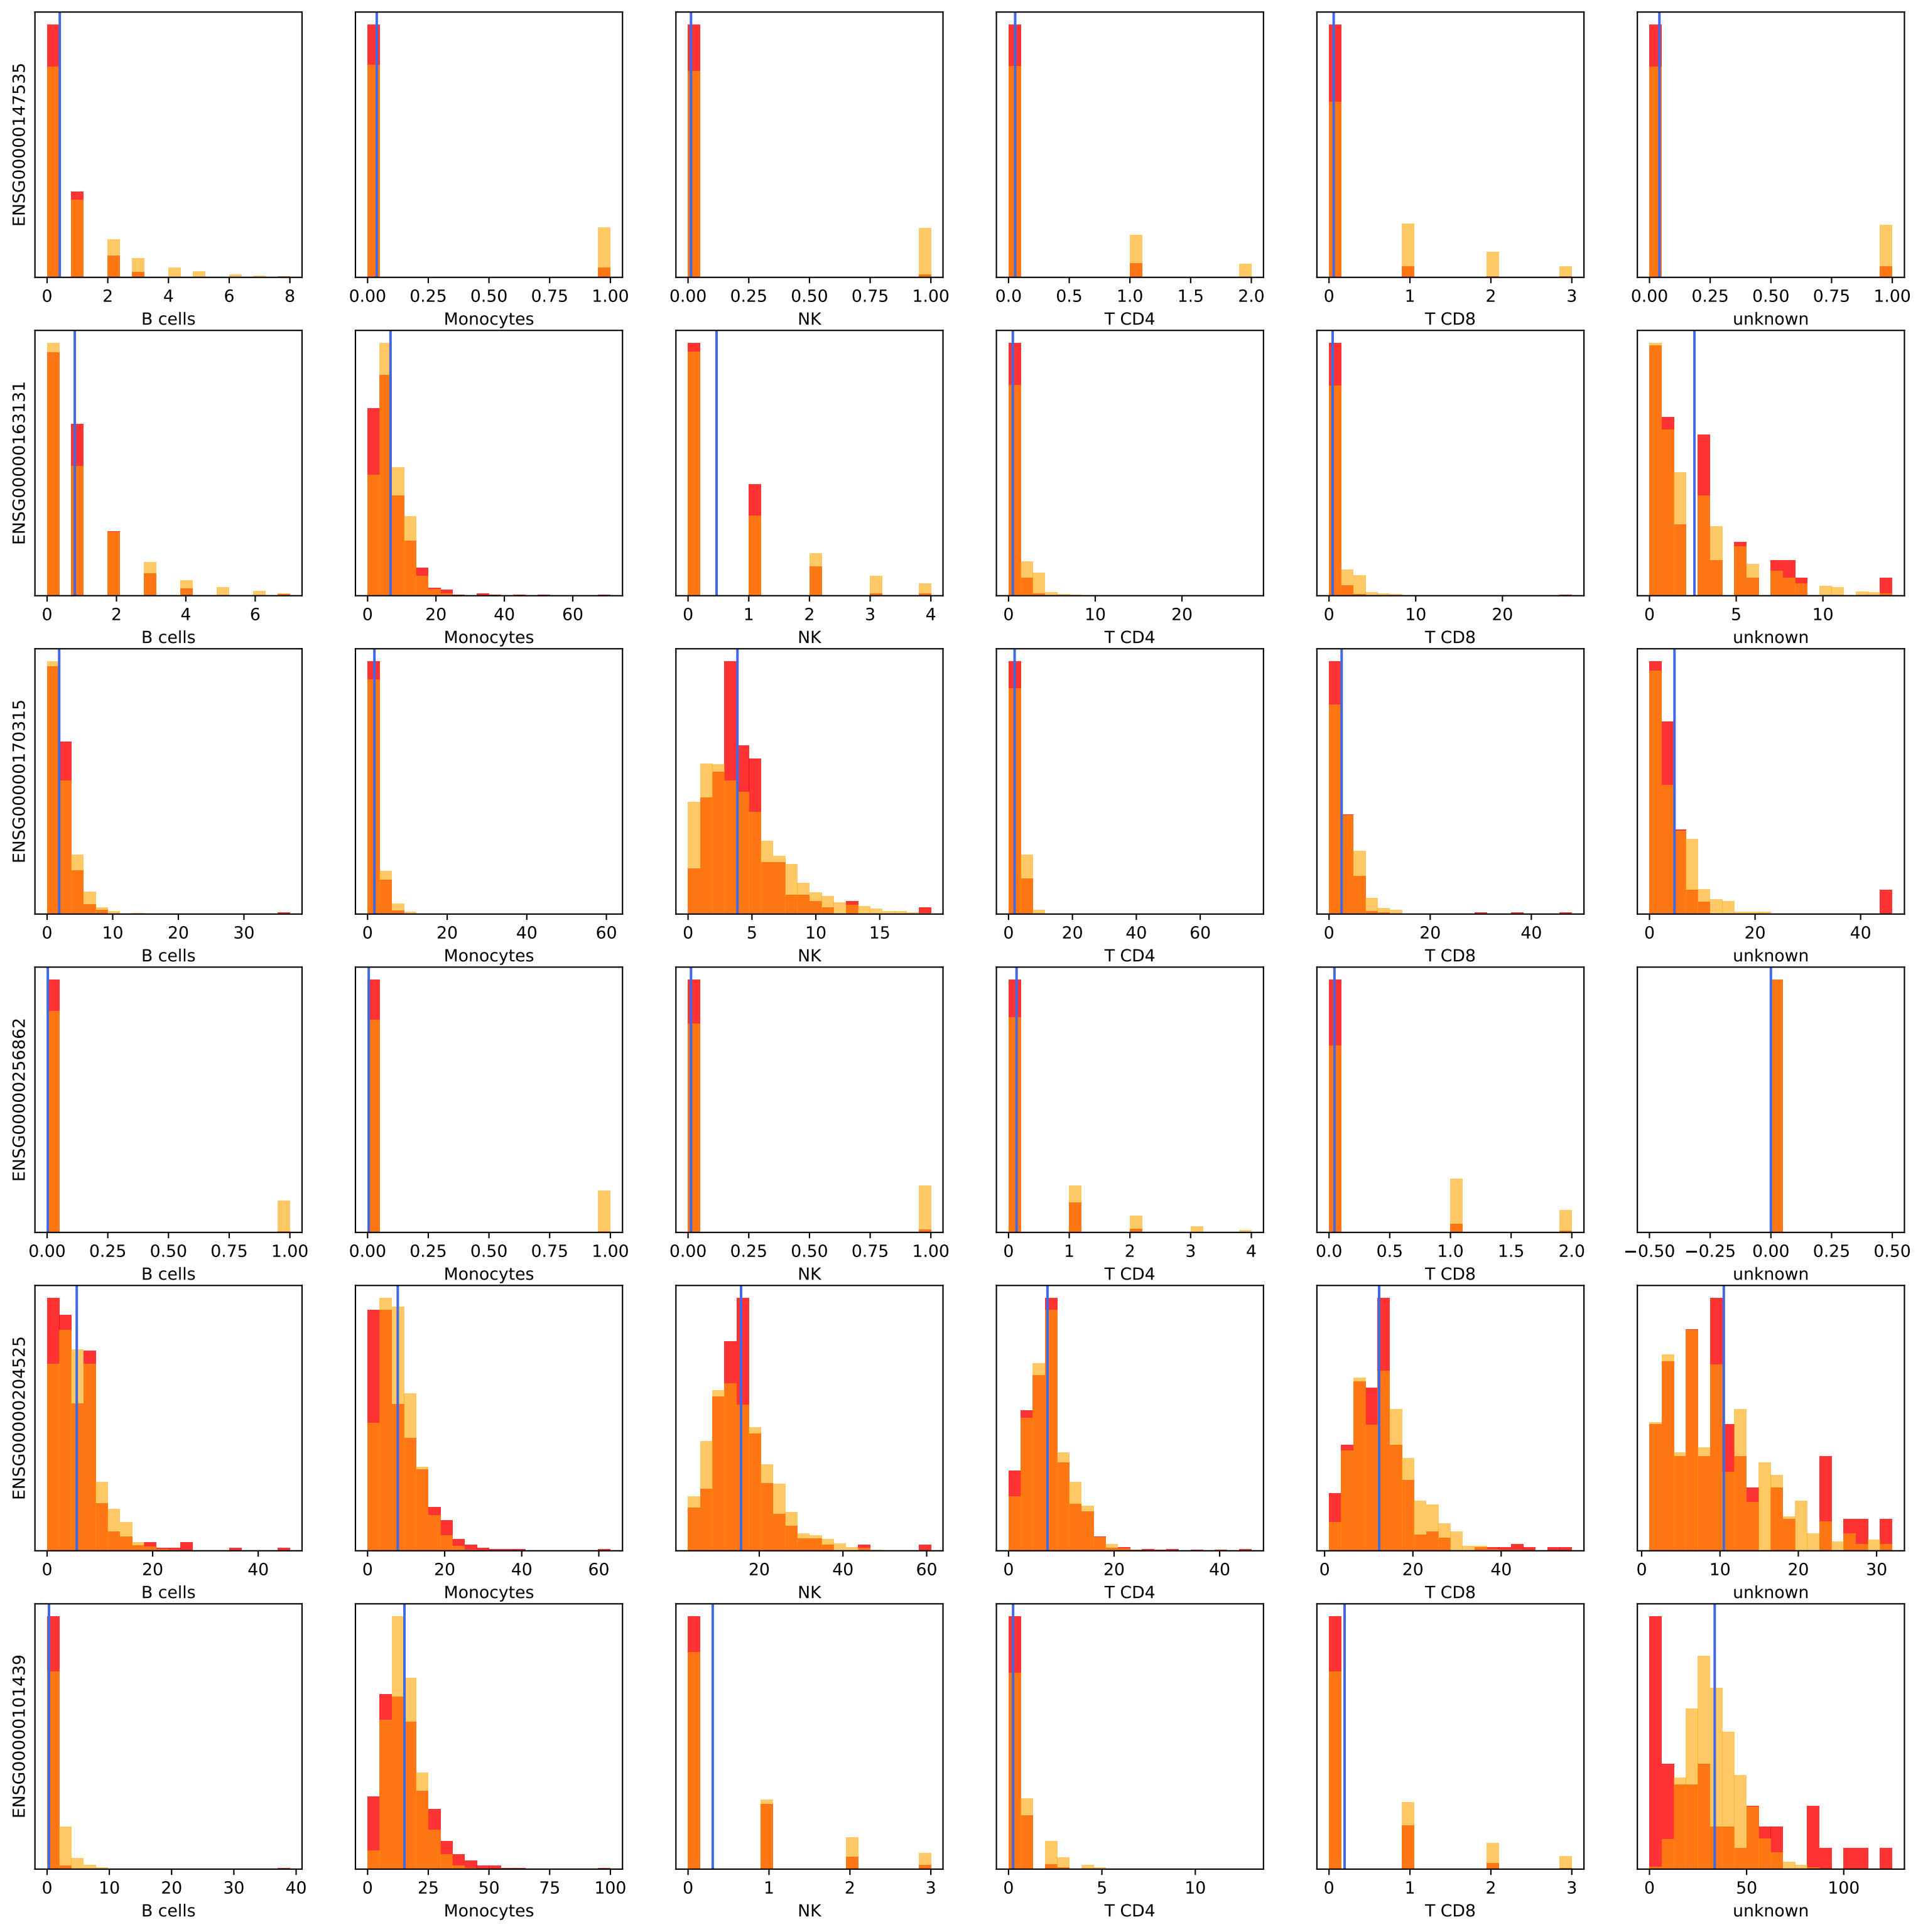 ENSG00000147535
0 2 4 6 8
B cells
0.00 0.25 0.50 0.75 1.00
Monocytes
0.00 0.25 0.50 0.75 1.00
NK
0.0 0.5 1.0 1.5 2.0
T CD4
0 1 2 3
T CD8
0.00 0.25 0.50 0.75 1.00
unknown
ENSG00000163131
0 2 4 6
B cells
0 20 40 60
Monocytes
0 1 2 3 4
NK
0 10 20
T CD4
0 10 20
T CD8
0 5 10
unknown
ENSG00000170315
0 10 20 30
B cells
0 20 40 60
Monocytes
0 5 10 15
NK
0 20 40 60
T CD4
0 20 40
T CD8
0 20 40
unknown
ENSG00000256862
0.00 0.25 0.50 0.75 1.00
B cells
0.00 0.25 0.50 0.75 1.00
Monocytes
0.00 0.25 0.50 0.75 1.00
NK
0 1 2 3 4
T CD4
0.0 0.5 1.0 1.5 2.0
T CD8
−0.50 −0.25 0.00 0.25 0.50
unknown
ENSG00000204525
0 20 40
B cells
0 20 40 60
Monocytes
20 40 60
NK
0 20 40
T CD4
0 20 40
T CD8
0 10 20 30
unknown
ENSG00000101439
0 10 20 30 40
B cells
0 25 50 75 100
Monocytes
0 1 2 3
NK
0 5 10
T CD4
0 1 2 3
T CD8
0 50 100
unknown